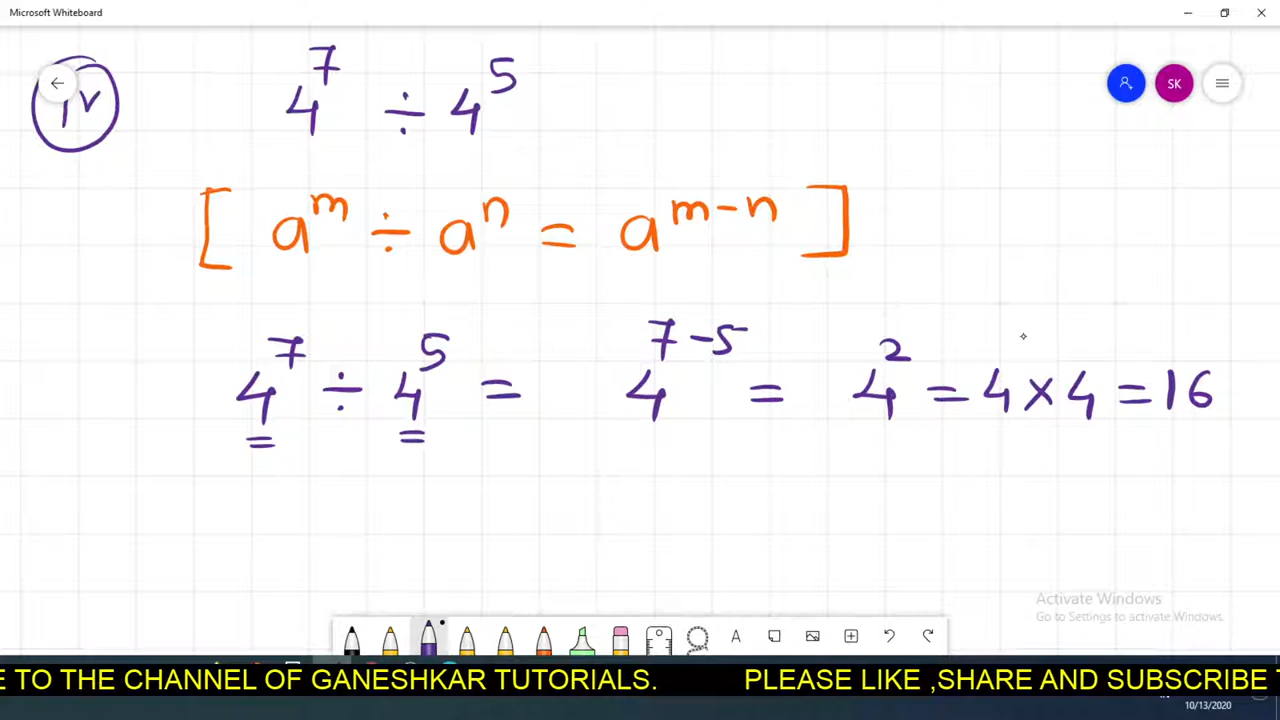 Microsoft Whiteboard
iv 4^7 ÷ 4^5
SK
[ a^m ÷ a^n = a^(m-n) ]
4^7 ÷ 4^5 = 4^(7-5) = 4^2 = 4 × 4 = 16
Activate Windows
Go to Settings to activate Windows.
A
E TO THE CHANNEL OF GANESHKAR TUTORIALS. PLEASE LIKE ,SHARE AND SUBSCRIBE
10/13/2020